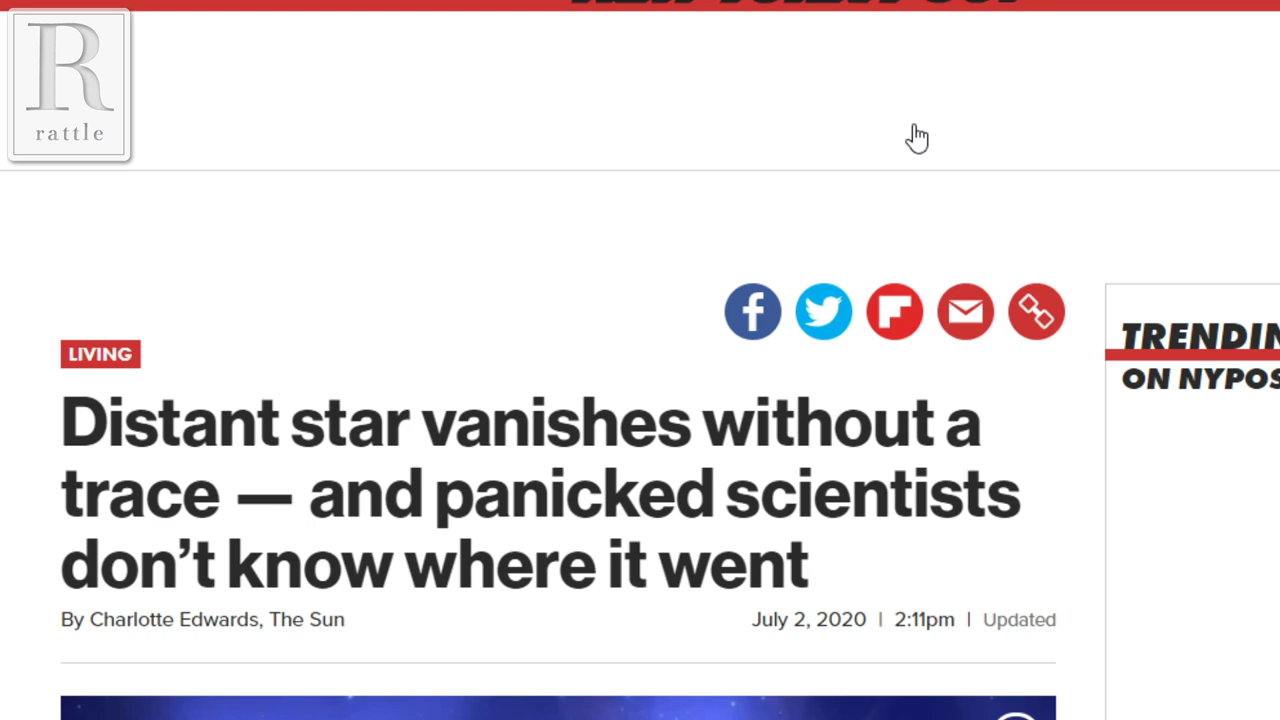 R
rattle
LIVING
Distant star vanishes without a
trace — and panicked scientists
don't know where it went
By Charlotte Edwards, The Sun
July 2, 2020 | 2:11pm | Updated
TRENDIN
ON NYPOS